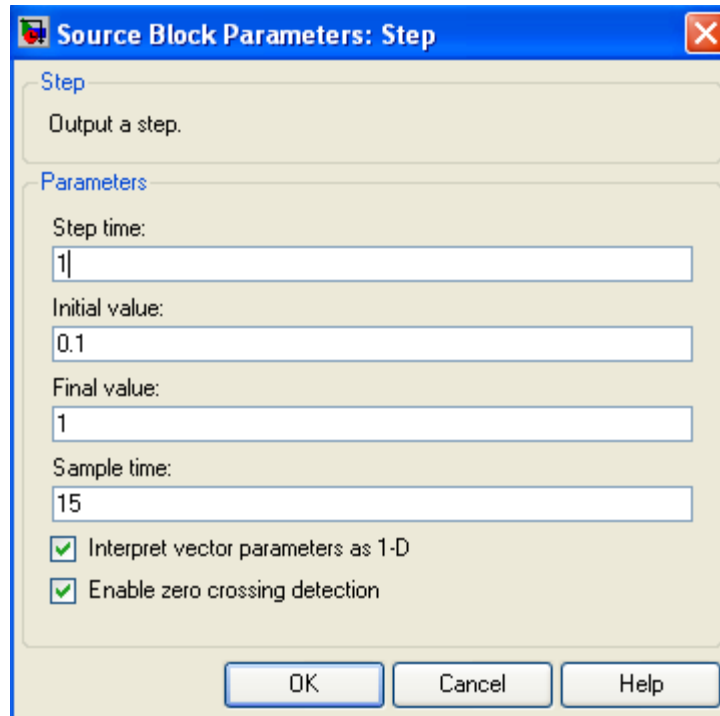 Source Block Parameters: Step
Step
Output a step.
Parameters
Step time:
1
Initial value:
0.1
Final value:
1
Sample time:
15
Interpret vector parameters as 1-D
Enable zero crossing detection
OK Cancel Help